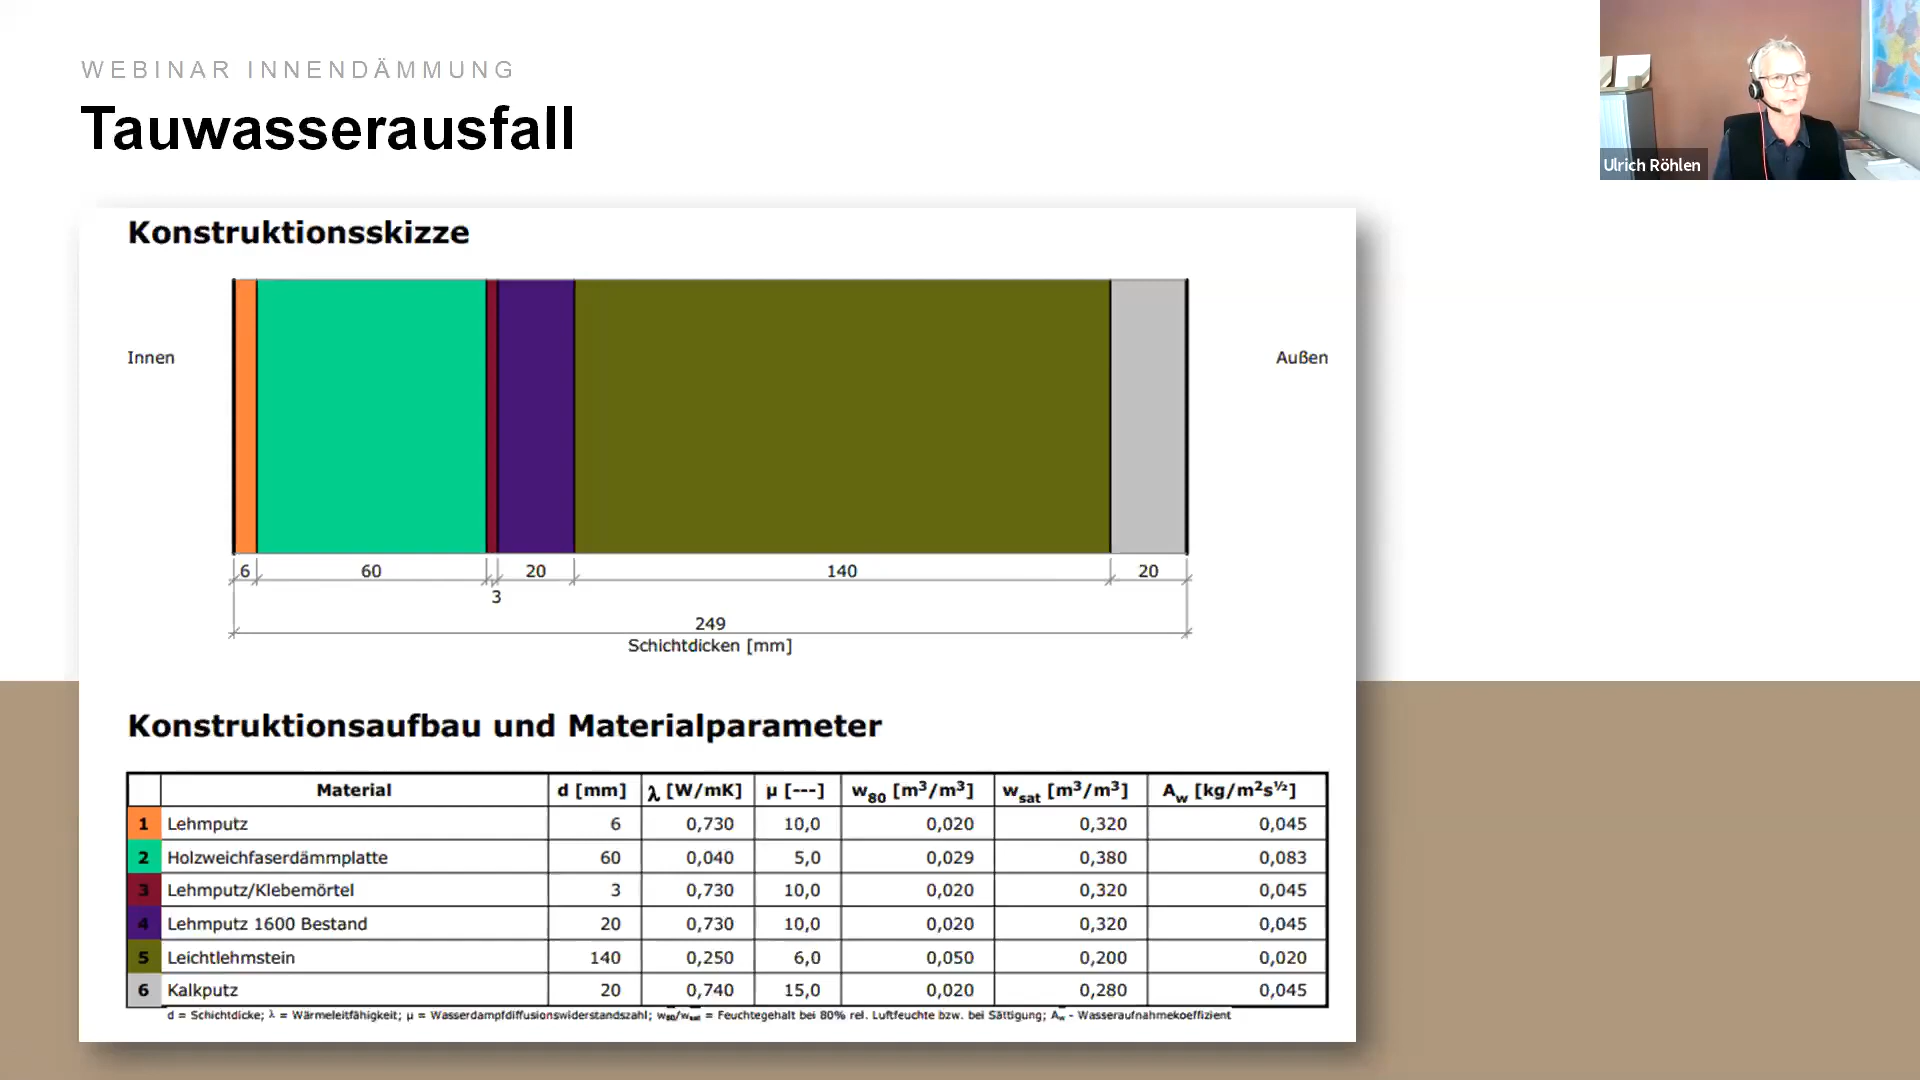 WEBINAR INNENDÄMMUNG
Tauwasserausfall
Ulrich Röhlen
Konstruktionsskizze
Innen
Außen
6 60 3 20 140 20
249
Schichtdicken [mm]
Konstruktionsaufbau und Materialparameter
Material d [mm] λ [W/mK] µ [---] w80 [m³/m³] wsat [m³/m³] Aw [kg/m²s½]
1 Lehmputz 6 0,730 10,0 0,020 0,320 0,045
2 Holzweichfaserdämmplatte 60 0,040 5,0 0,029 0,380 0,083
3 Lehmputz/Klebemörtel 3 0,730 10,0 0,020 0,320 0,045
4 Lehmputz 1600 Bestand 20 0,730 10,0 0,020 0,320 0,045
5 Leichtlehmstein 140 0,250 6,0 0,050 0,200 0,020
6 Kalkputz 20 0,740 15,0 0,020 0,280 0,045
d = Schichtdicke; λ = Wärmeleitfähigkeit; µ = Wasserdampfdiffusionswiderstandszahl; w80/wsat = Feuchtegehalt bei 80% rel. Luftfeuchte bzw. bei Sättigung; Aw - Wasseraufnahmekoeffizient